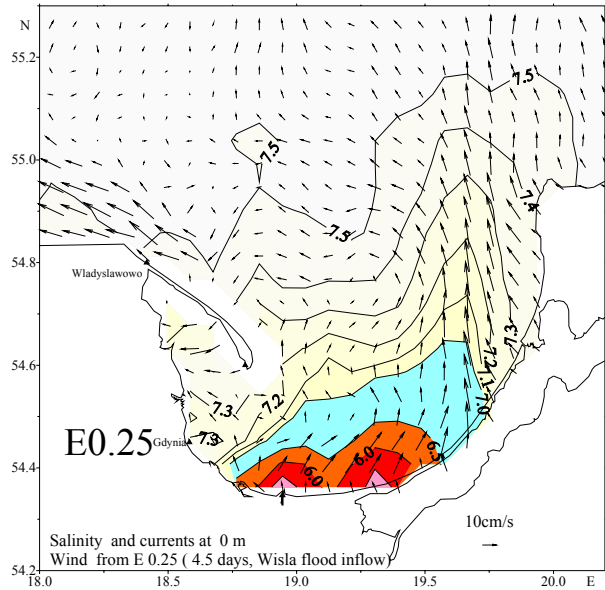 N
55.2
7.5
7.5
55.0
7.4
7.5
54.8
Wladyslawowo
7.3
54.6
7.2
7.1
7.2
7.0
7.3
E0.25
Gdynia
7.3
6.0
6.0
6.5
54.4
10cm/s
Salinity and currents at 0 m
Wind from E 0.25 ( 4.5 days, Wisla flood inflow)
54.2
18.0 18.5 19.0 19.5 20.0 E